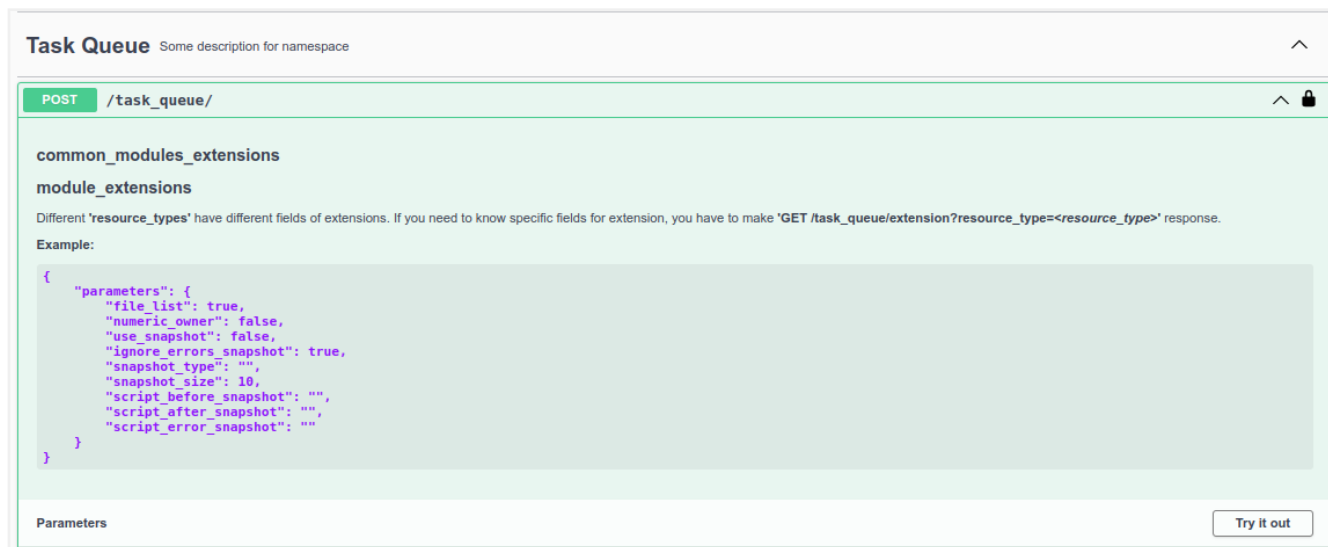 Task Queue Some description for namespace
POST /task_queue/
common_modules_extensions
module_extensions
Different 'resource_types' have different fields of extensions. If you need to know specific fields for extension, you have to make 'GET /task_queue/extension?resource_type=<resource_type>' response.
Example:
{
    "parameters": {
        "file_list": true,
        "numeric_owner": false,
        "use_snapshot": false,
        "ignore_errors_snapshot": true,
        "snapshot_type": "",
        "snapshot_size": 10,
        "script_before_snapshot": "",
        "script_after_snapshot": "",
        "script_error_snapshot": ""
    }
}
Parameters Try it out